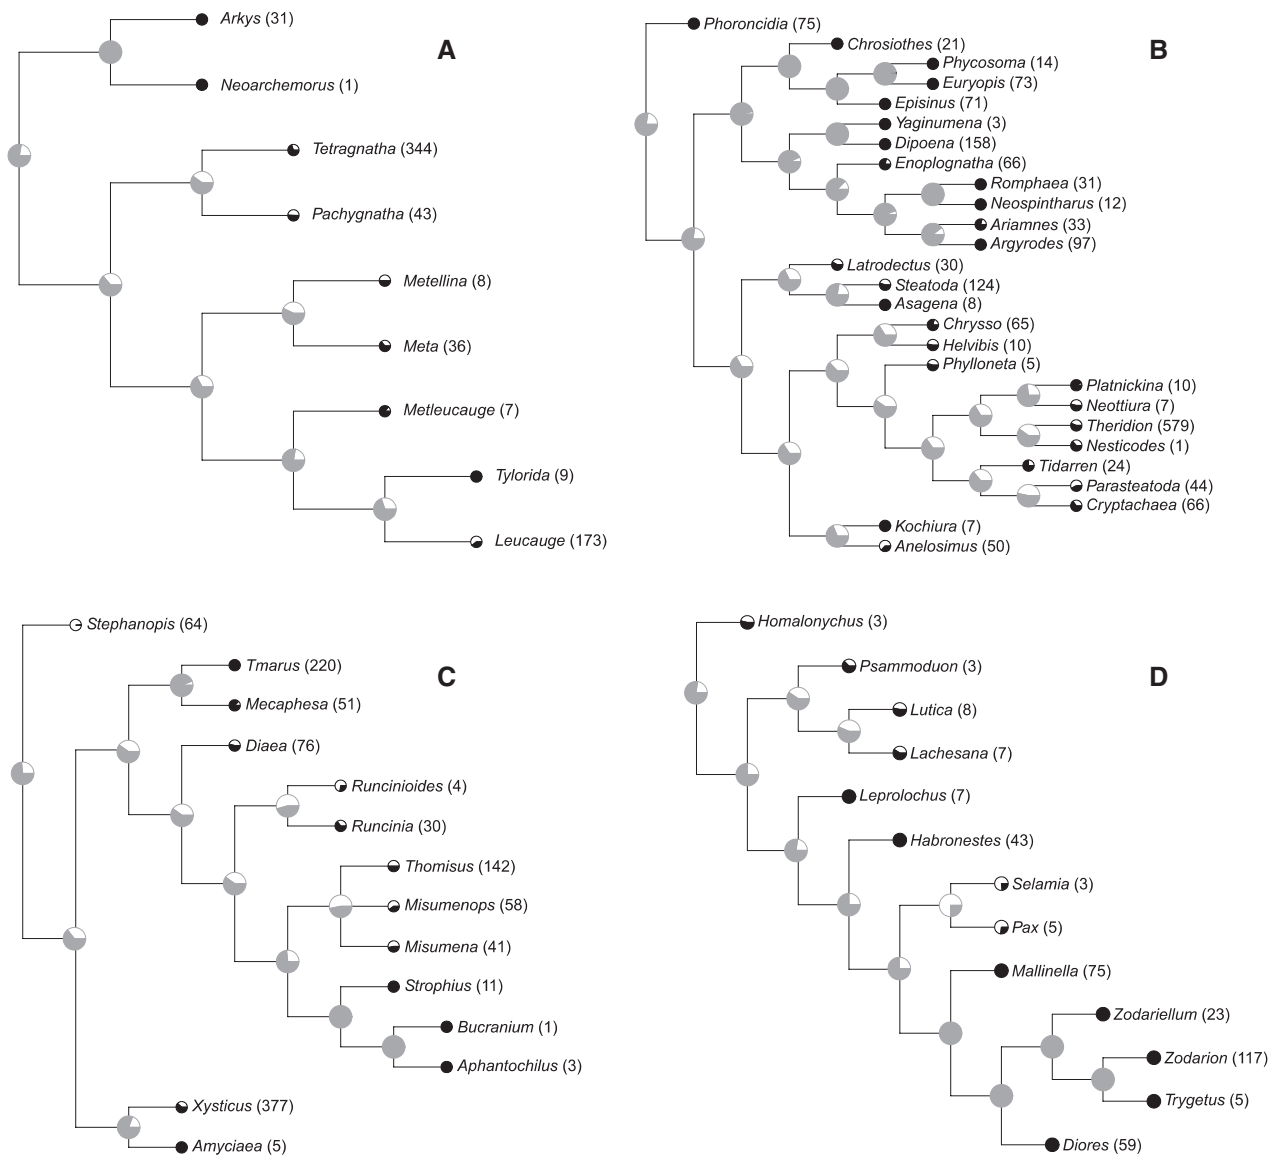 A
Arkys (31)
Neoarchemorus (1)
Tetragnatha (344)
Pachygnatha (43)
Metellina (8)
Meta (36)
Metleucauge (7)
Tylorida (9)
Leucauge (173)
B
Phoroncidia (75)
Chrosiothes (21)
Phycosoma (14)
Euryopis (73)
Episinus (71)
Yaginumena (3)
Dipoena (158)
Enoplognatha (66)
Romphaea (31)
Neospintharus (12)
Ariamnes (33)
Argyrodes (97)
Latrodectus (30)
Steatoda (124)
Asagena (8)
Chrysso (65)
Helvibis (10)
Phylloneta (5)
Platnickina (10)
Neottiura (7)
Theridion (579)
Nesticodes (1)
Tidarren (24)
Parasteatoda (44)
Cryptachaea (66)
Kochiura (7)
Anelosimus (50)
C
Stephanopis (64)
Tmarus (220)
Mecaphesa (51)
Diaea (76)
Runcinioides (4)
Runcinia (30)
Thomisus (142)
Misumenops (58)
Misumena (41)
Strophius (11)
Bucranium (1)
Aphantochilus (3)
Xysticus (377)
Amyciaea (5)
D
Homalonychus (3)
Psammoduon (3)
Lutica (8)
Lachesana (7)
Leprolochus (7)
Habronestes (43)
Selamia (3)
Pax (5)
Mallinella (75)
Zodariellum (23)
Zodarion (117)
Trygetus (5)
Diores (59)